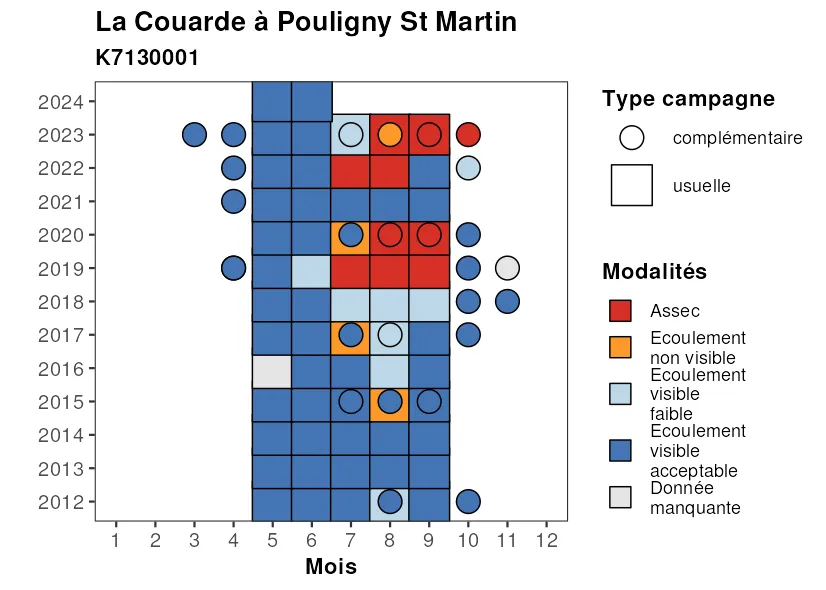 La Couarde à Pouligny St Martin
K7130001
2024
2023
2022
2021
2020
2019
2018
2017
2016
2015
2014
2013
2012
1 2 3 4 5 6 7 8 9 10 11 12
Mois
Type campagne
complémentaire
usuelle
Modalités
Assec
Ecoulement
non visible
Ecoulement
visible
faible
Ecoulement
visible
acceptable
Donnée
manquante